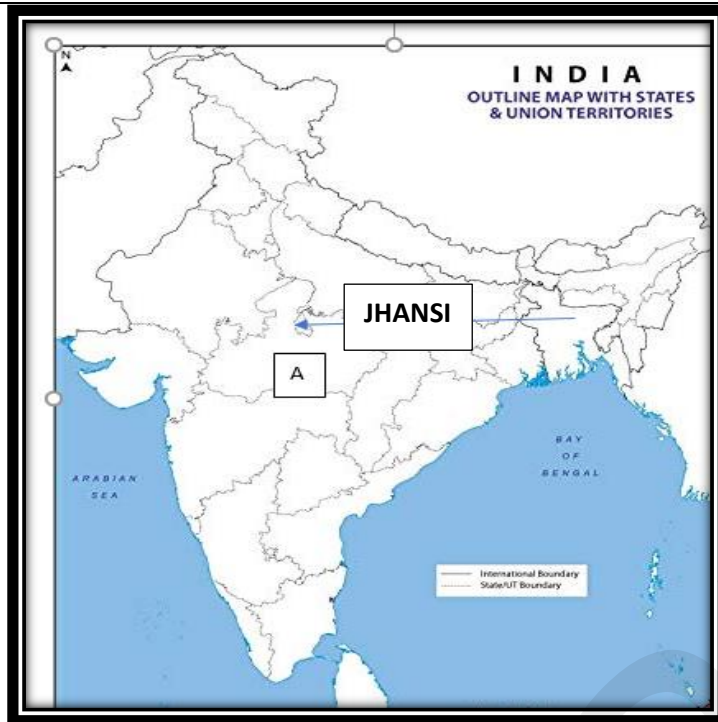 N
INDIA
OUTLINE MAP WITH STATES
& UNION TERRITORIES
JHANSI
A
BAY
OF
BENGAL
ARABIAN
SEA
International Boundary
State/UT Boundary